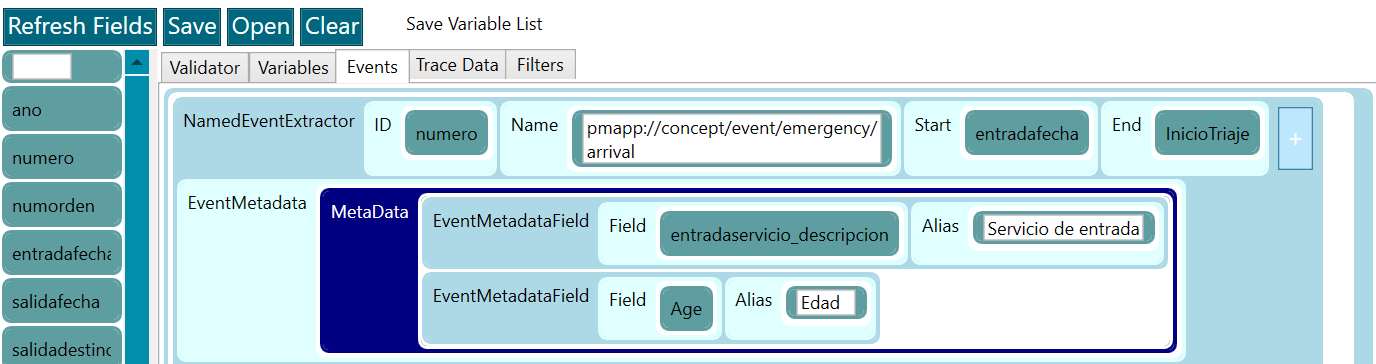 Refresh Fields Save Open Clear Save Variable List
Validator Variables Events Trace Data Filters
ano
numero
numorden
entradafecha
salidafecha
salidadestinc
NamedEventExtractor ID numero Name pmapp://concept/event/emergency/
arrival
Start entradafecha End InicioTriaje +
EventMetadata MetaData
EventMetadataField Field entradaservicio_descripcion Alias Servicio de entrada
EventMetadataField Field Age Alias Edad